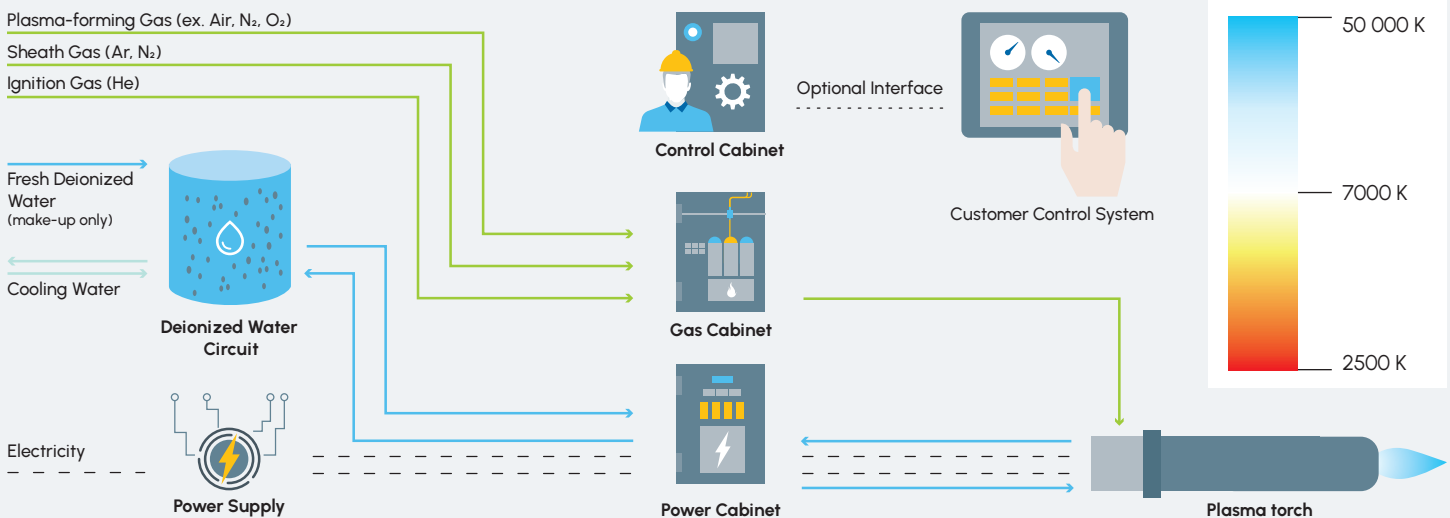 Plasma-forming Gas (ex. Air, N₂, O₂)
Sheath Gas (Ar, N₂)
Ignition Gas (He)
Fresh Deionized
Water
(make-up only)
Cooling Water
Deionized Water
Circuit
Electricity
Power Supply
Control Cabinet
Optional Interface
Customer Control System
Gas Cabinet
Power Cabinet
Plasma torch
50 000 K
7000 K
2500 K